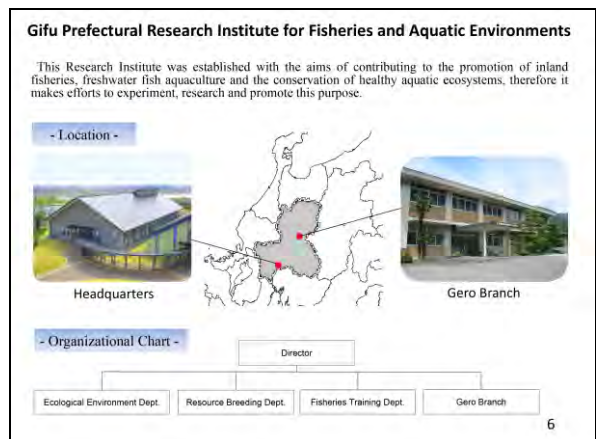 Gifu Prefectural Research Institute for Fisheries and Aquatic Environments
This Research Institute was established with the aims of contributing to the promotion of inland
fisheries, freshwater fish aquaculture and the conservation of healthy aquatic ecosystems, therefore it
makes efforts to experiment, research and promote this purpose.
- Location -
Headquarters
Gero Branch
- Organizational Chart -
Director
Ecological Environment Dept.
Resource Breeding Dept.
Fisheries Training Dept.
Gero Branch
6